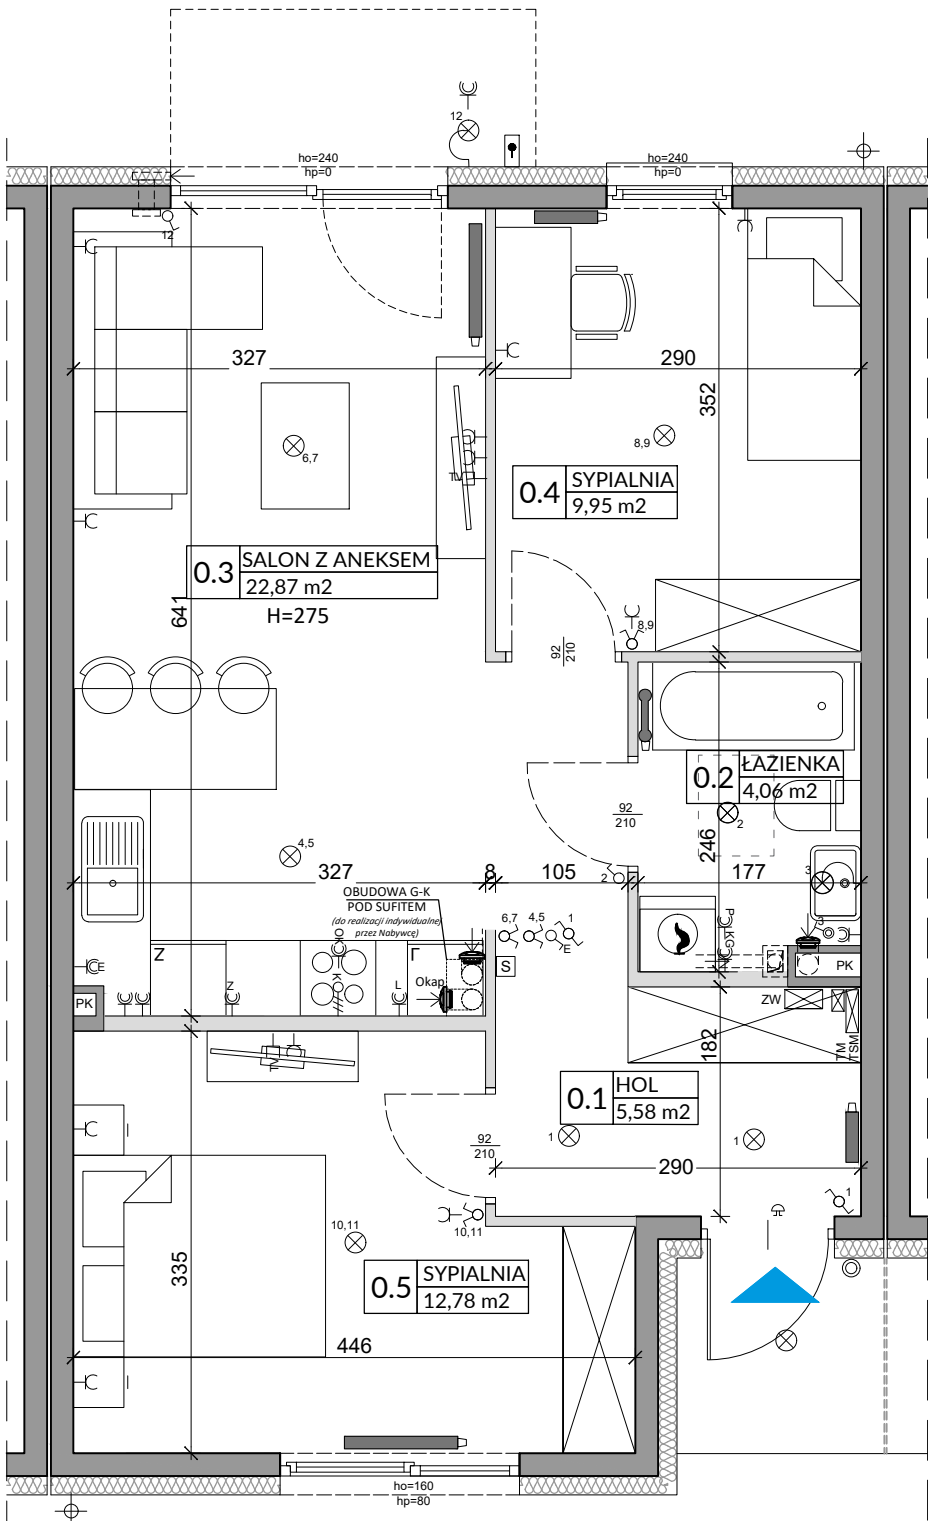 12
ho=240
hp=0
ho=240
hp=0
12
327
290
352
6,7
8,9
TV
0.4
SYPIALNIA
9,95 m2
0.3
SALON Z ANEKSEM
22,87 m2
H=275
641
8,9
92
210
0.2
ŁAZIENKA
4,06 m2
92
210
2
246
4,5
327
8
105
2
177
3
OBUDOWA G-K
POD SUFITEM
(do realizacji indywidualnej
przez Nabywcę)
6,7
4,5
1
E
3
S
PK
Z
Z
E
PK
OK
K
L
Okap
ZW
TM
TSM
182
0.1
HOL
5,58 m2
TV
92
210
1
1
290
1
10,11
10,11
335
0.5
SYPIALNIA
12,78 m2
446
ho=160
hp=80